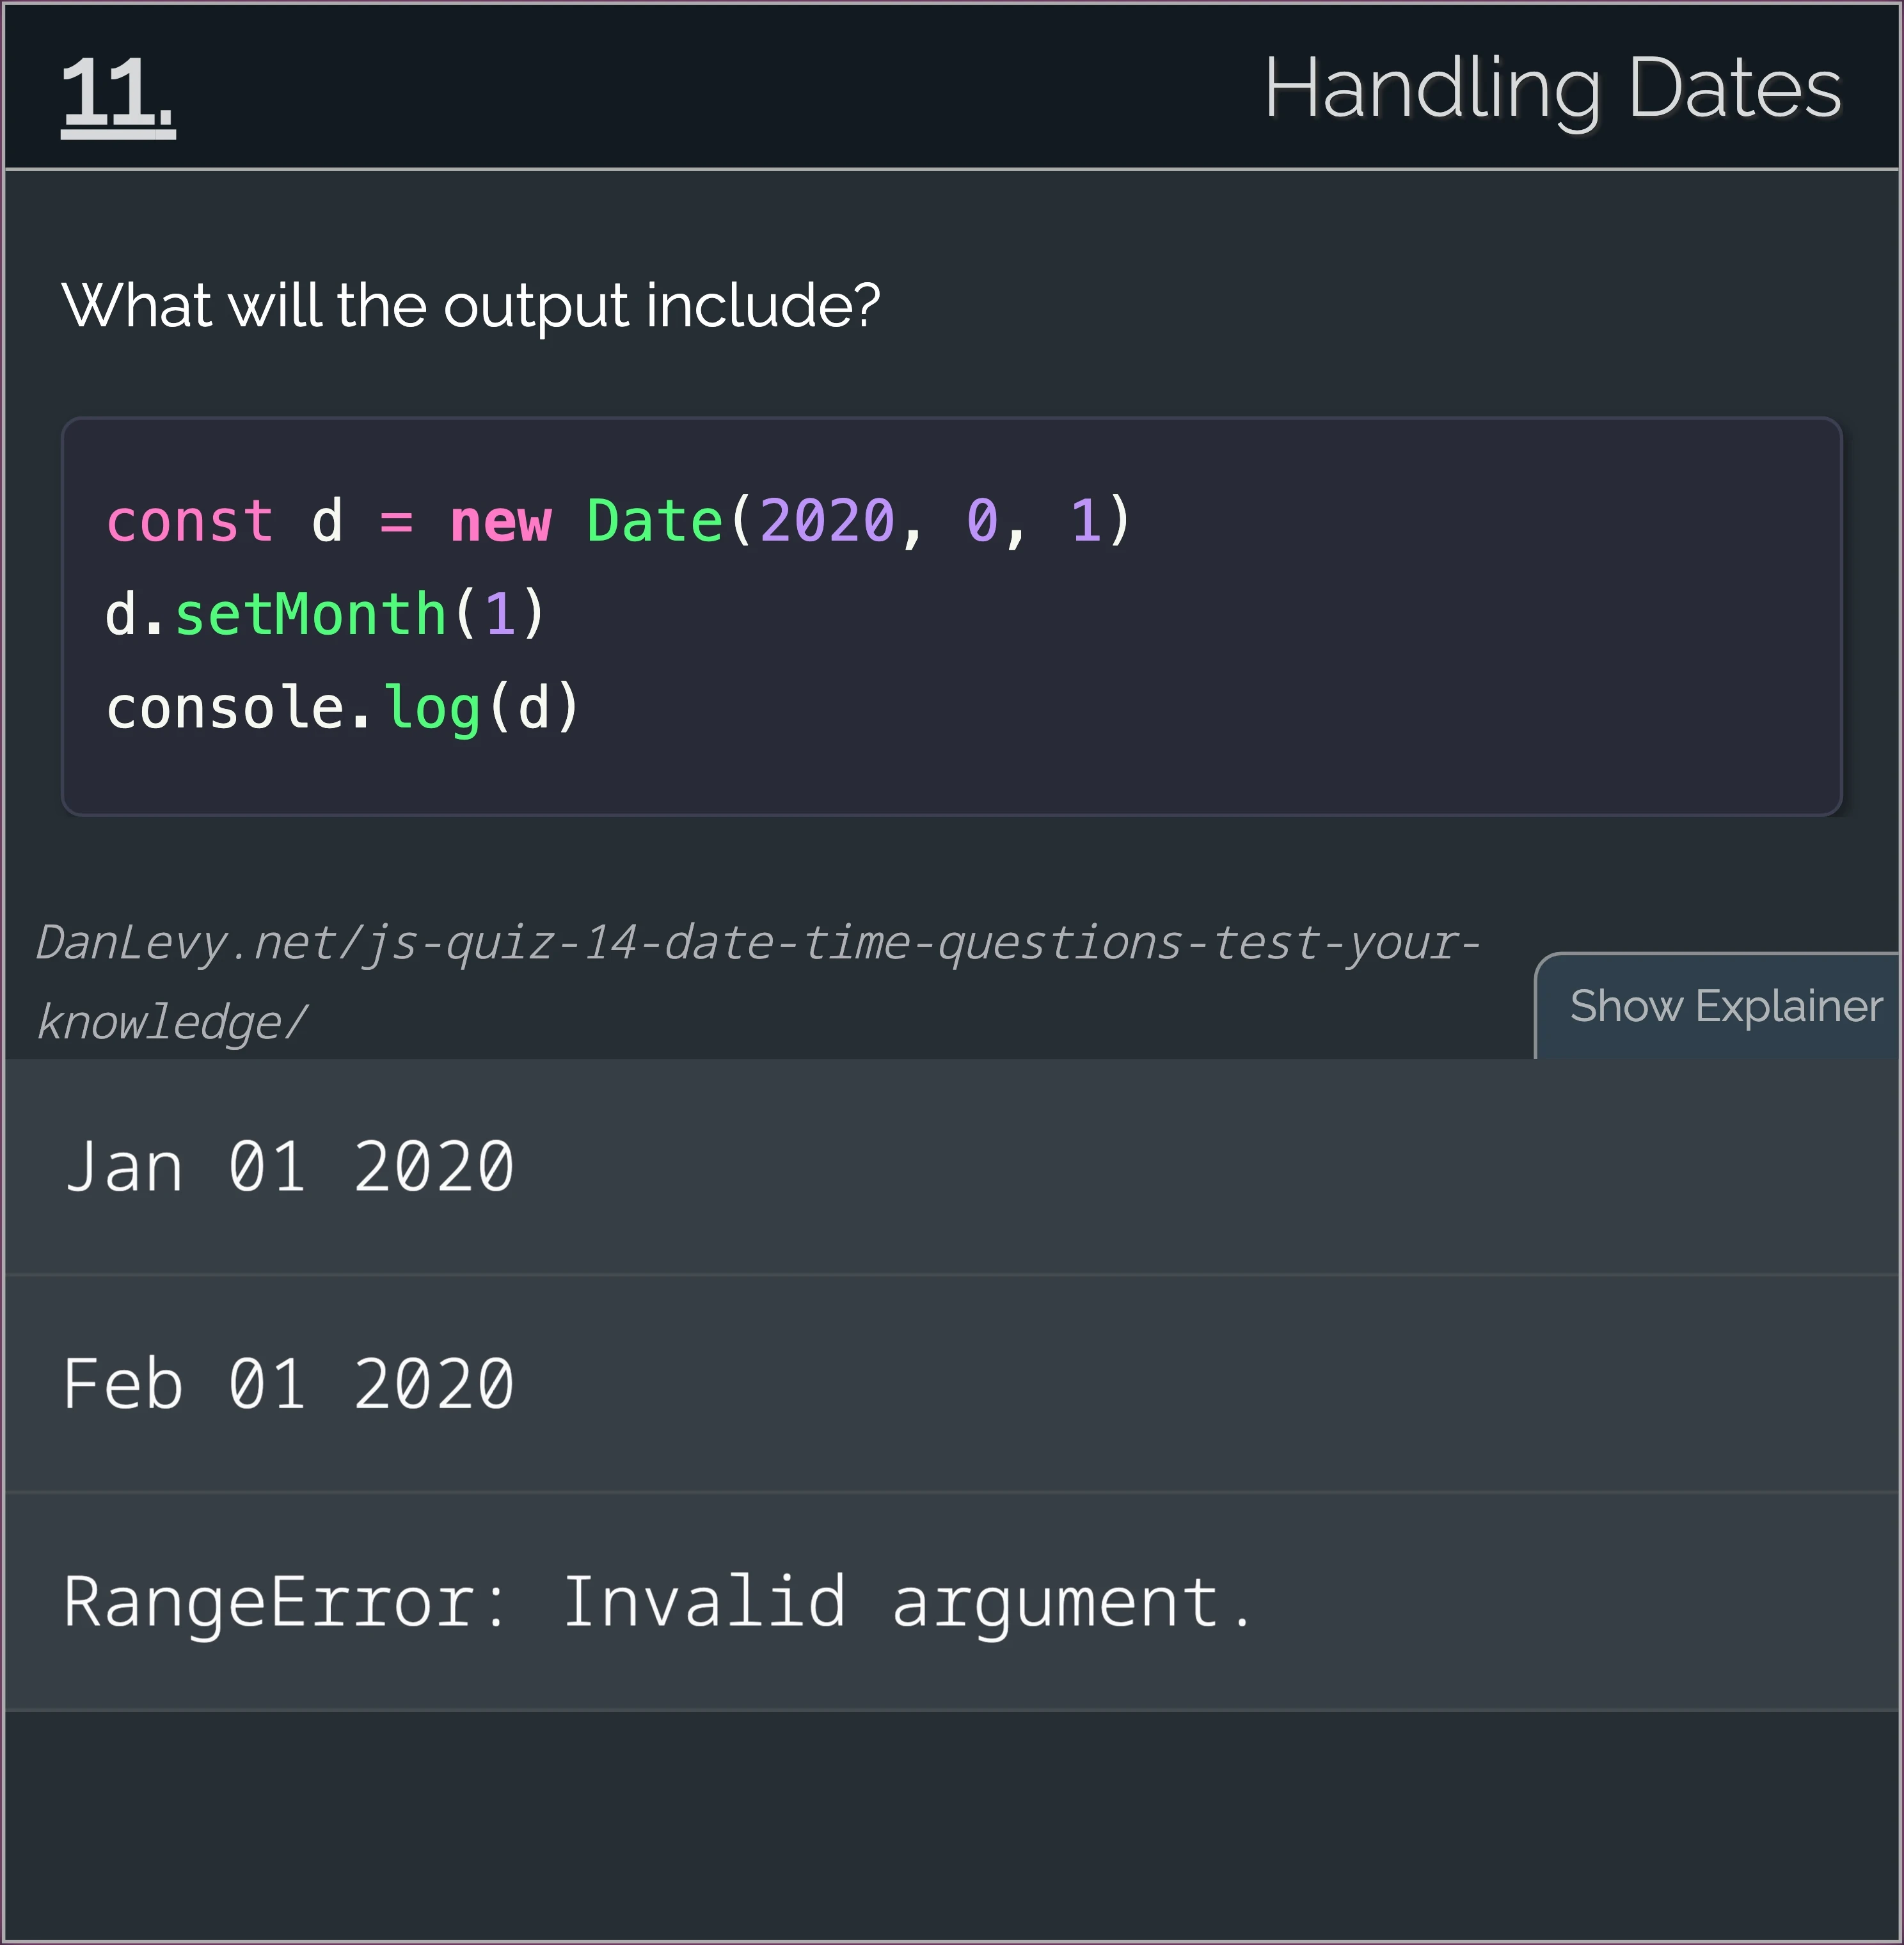 11.
Handling Dates
What will the output include?
const d = new Date(2020, 0, 1)
d.setMonth(1)
console.log(d)
DanLevy.net/js-quiz-14-date-time-questions-test-your-
knowledge/
Show Explainer
Jan 01 2020
Feb 01 2020
RangeError: Invalid argument.